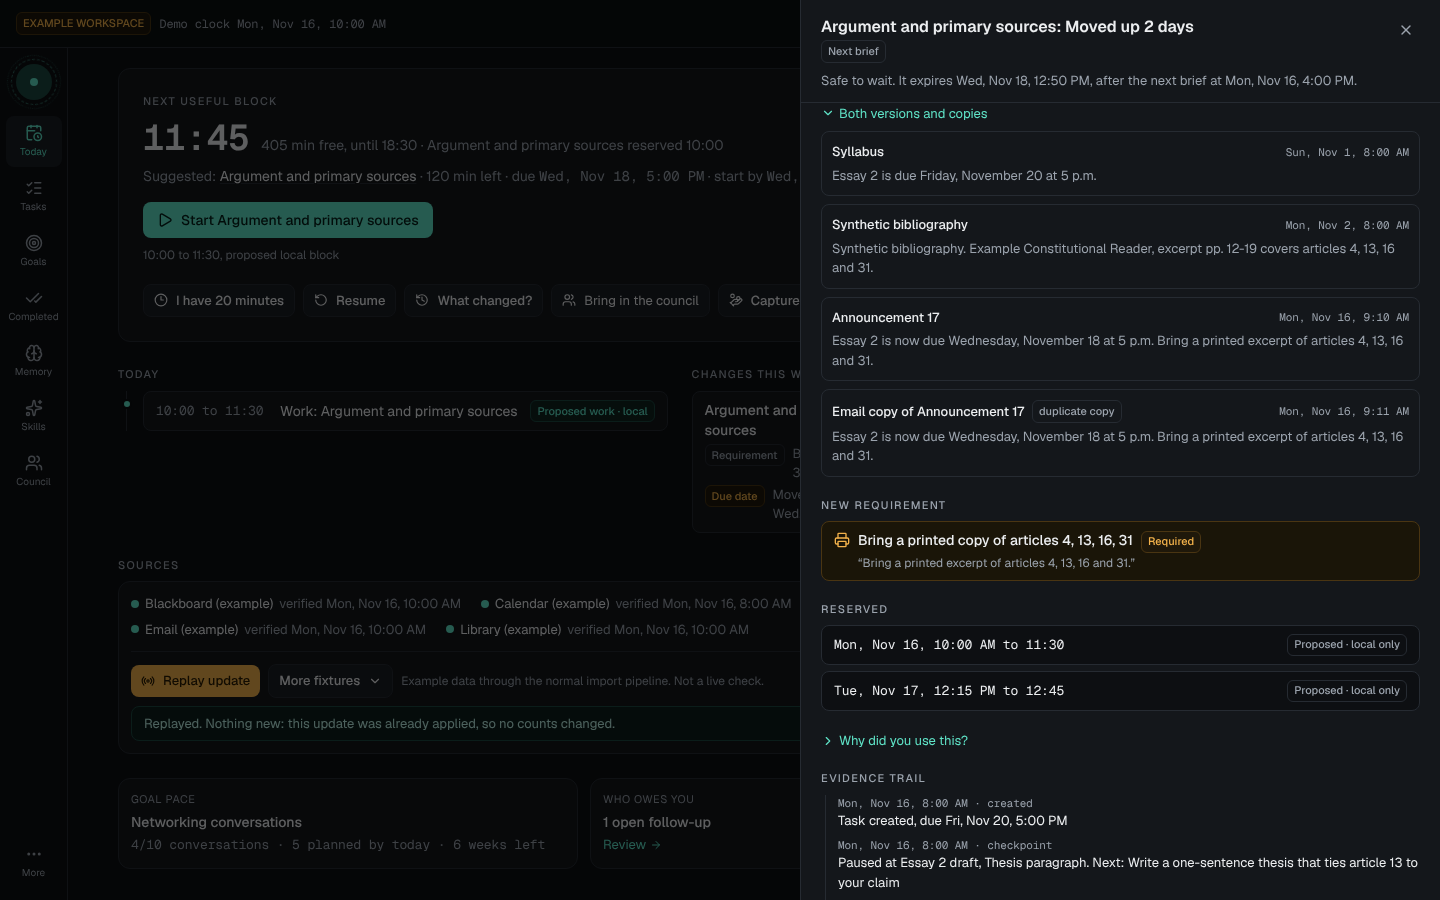 EXAMPLE WORKSPACE Demo clock Mon, Nov 16, 10:00 AM
Today
Tasks
Goals
Completed
Memory
Skills
Council
More
NEXT USEFUL BLOCK
11:45 405 min free, until 18:30 · Argument and primary sources reserved 10:00
Suggested: Argument and primary sources · 120 min left · due Wed, Nov 18, 5:00 PM · start by Wed,
Start Argument and primary sources
10:00 to 11:30, proposed local block
I have 20 minutes Resume What changed? Bring in the council Capture
TODAY
10:00 to 11:30 Work: Argument and primary sources Proposed work · local
CHANGES THIS W
Argument and
sources
Requirement B
3
Due date Move
Wed
SOURCES
Blackboard (example) verified Mon, Nov 16, 10:00 AM Calendar (example) verified Mon, Nov 16, 8:00 AM
Email (example) verified Mon, Nov 16, 10:00 AM Library (example) verified Mon, Nov 16, 10:00 AM
Replay update More fixtures Example data through the normal import pipeline. Not a live check.
Replayed. Nothing new: this update was already applied, so no counts changed.
GOAL PACE
Networking conversations
4/10 conversations · 5 planned by today · 6 weeks left
WHO OWES YOU
1 open follow-up
Review →
Argument and primary sources: Moved up 2 days
Next brief
Safe to wait. It expires Wed, Nov 18, 12:50 PM, after the next brief at Mon, Nov 16, 4:00 PM.
Both versions and copies
Syllabus Sun, Nov 1, 8:00 AM
Essay 2 is due Friday, November 20 at 5 p.m.
Synthetic bibliography Mon, Nov 2, 8:00 AM
Synthetic bibliography. Example Constitutional Reader, excerpt pp. 12-19 covers articles 4, 13, 16
and 31.
Announcement 17 Mon, Nov 16, 9:10 AM
Essay 2 is now due Wednesday, November 18 at 5 p.m. Bring a printed excerpt of articles 4, 13, 16
and 31.
Email copy of Announcement 17 duplicate copy Mon, Nov 16, 9:11 AM
Essay 2 is now due Wednesday, November 18 at 5 p.m. Bring a printed excerpt of articles 4, 13, 16
and 31.
NEW REQUIREMENT
Bring a printed copy of articles 4, 13, 16, 31 Required
“Bring a printed excerpt of articles 4, 13, 16 and 31.”
RESERVED
Mon, Nov 16, 10:00 AM to 11:30 Proposed · local only
Tue, Nov 17, 12:15 PM to 12:45 Proposed · local only
Why did you use this?
EVIDENCE TRAIL
Mon, Nov 16, 8:00 AM · created
Task created, due Fri, Nov 20, 5:00 PM
Mon, Nov 16, 8:00 AM · checkpoint
Paused at Essay 2 draft, Thesis paragraph. Next: Write a one-sentence thesis that ties article 13 to
your claim